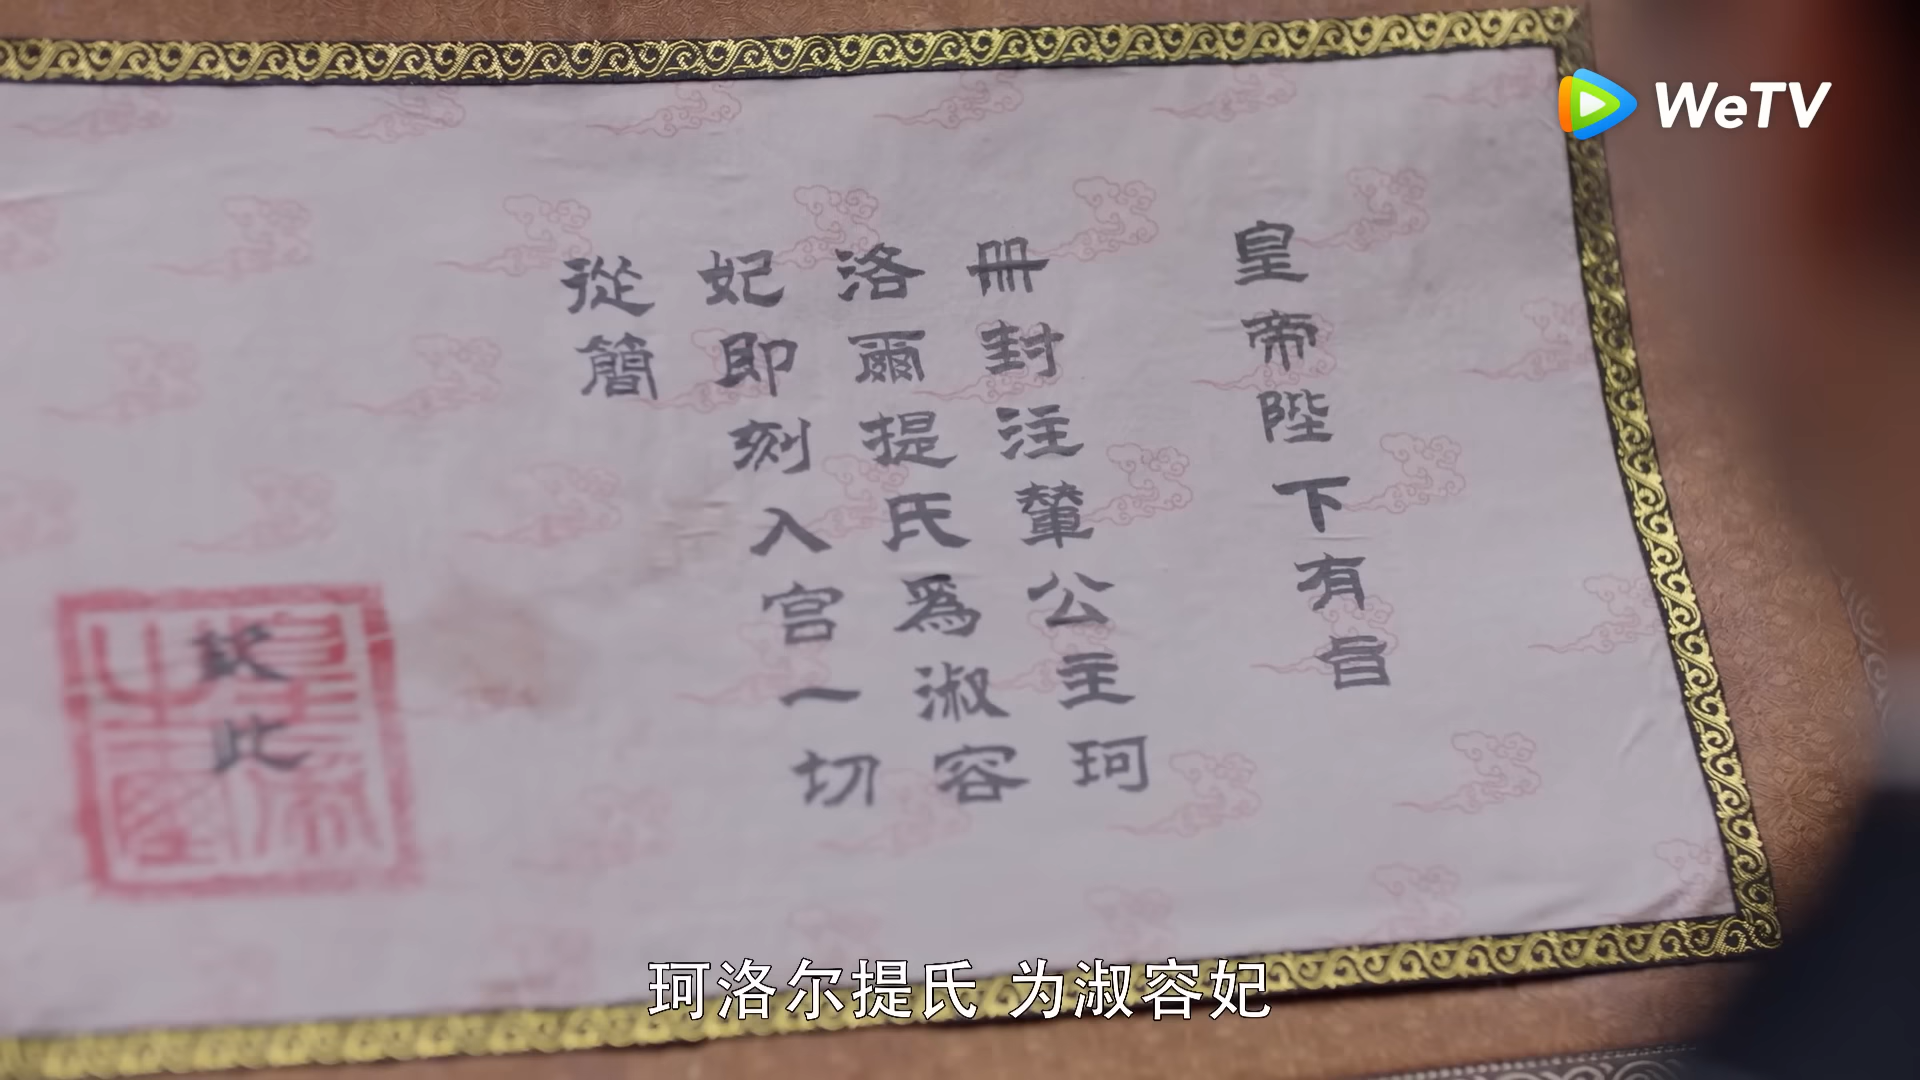 WeTV
皇帝陛下有旨
冊封注輦公主珂
洛爾提氏爲淑容
妃即刻入宫一切
從簡
欽此
珂洛尔提氏 为淑容妃